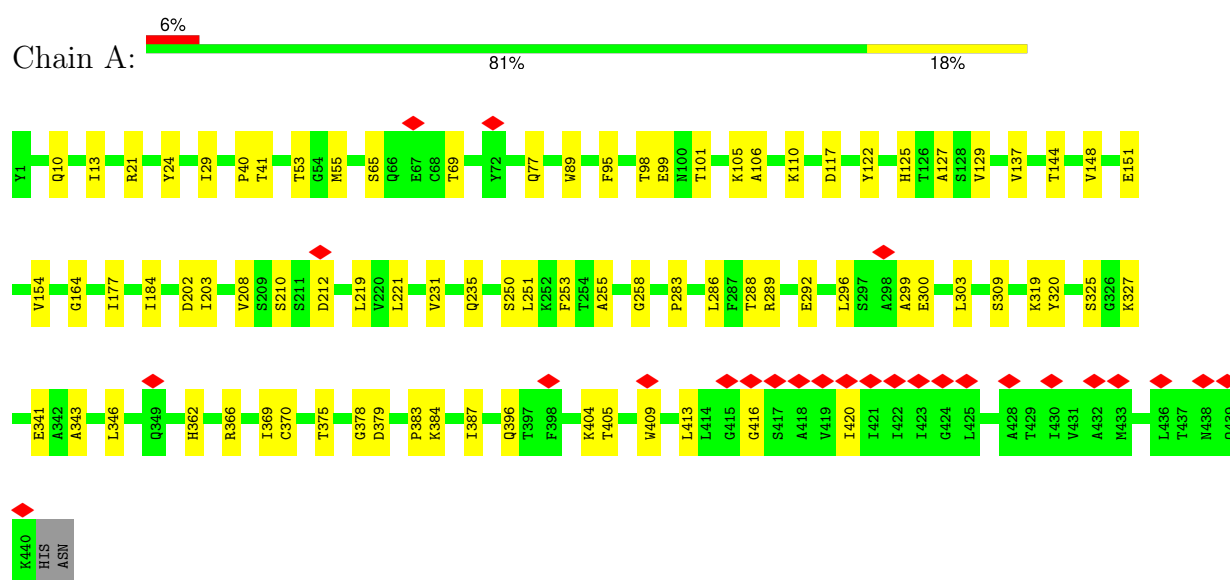 6%
Chain A:
81% 18%
Y1 Q10 I13 R21 Y24 I29 P40 T41 T53 G54 M55 S65 Q66 E67 C68 T69 Y72 Q77 W89 F95 T98 E99 N100 T101 K105 A106 K110 D117 Y122 H125 T126 A127 S128 V129 V137 T144 V148 E151
V154 G164 I177 I184 D202 I203 V208 S209 S210 S211 D212 L219 V220 L221 V231 Q235 S250 L251 K252 F253 T254 A255 G258 P283 L286 F287 T288 R289 E292 L296 S297 A298 A299 E300 L303 S309 K319 Y320 S325 G326 K327
E341 A342 A343 L346 Q349 H362 R366 I369 C370 T375 G378 D379 P383 K384 I387 Q396 T397 F398 K404 T405 W409 L413 L414 G415 G416 S417 A418 V419 I420 I421 I422 I423 G424 L425 A428 T429 I430 V431 A432 M433 L436 T437 N438
K440 HIS ASN